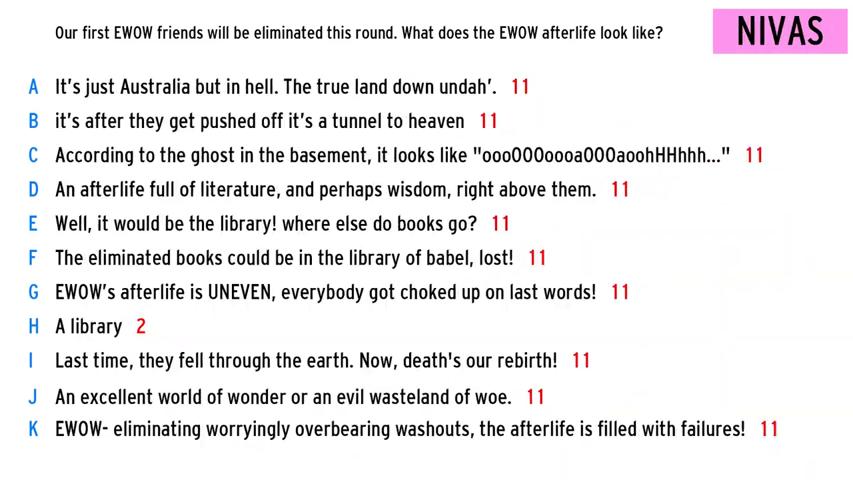 Our first EWOW friends will be eliminated this round. What does the EWOW afterlife look like?
NIVAS
A It's just Australia but in hell. The true land down undah'. 11
B it's after they get pushed off it's a tunnel to heaven 11
C According to the ghost in the basement, it looks like "oooOOOoooaOOOaoohHHhhh..." 11
D An afterlife full of literature, and perhaps wisdom, right above them. 11
E Well, it would be the library! where else do books go? 11
F The eliminated books could be in the library of babel, lost! 11
G EWOW's afterlife is UNEVEN, everybody got choked up on last words! 11
H A library 2
I Last time, they fell through the earth. Now, death's our rebirth! 11
J An excellent world of wonder or an evil wasteland of woe. 11
K EWOW- eliminating worryingly overbearing washouts, the afterlife is filled with failures! 11